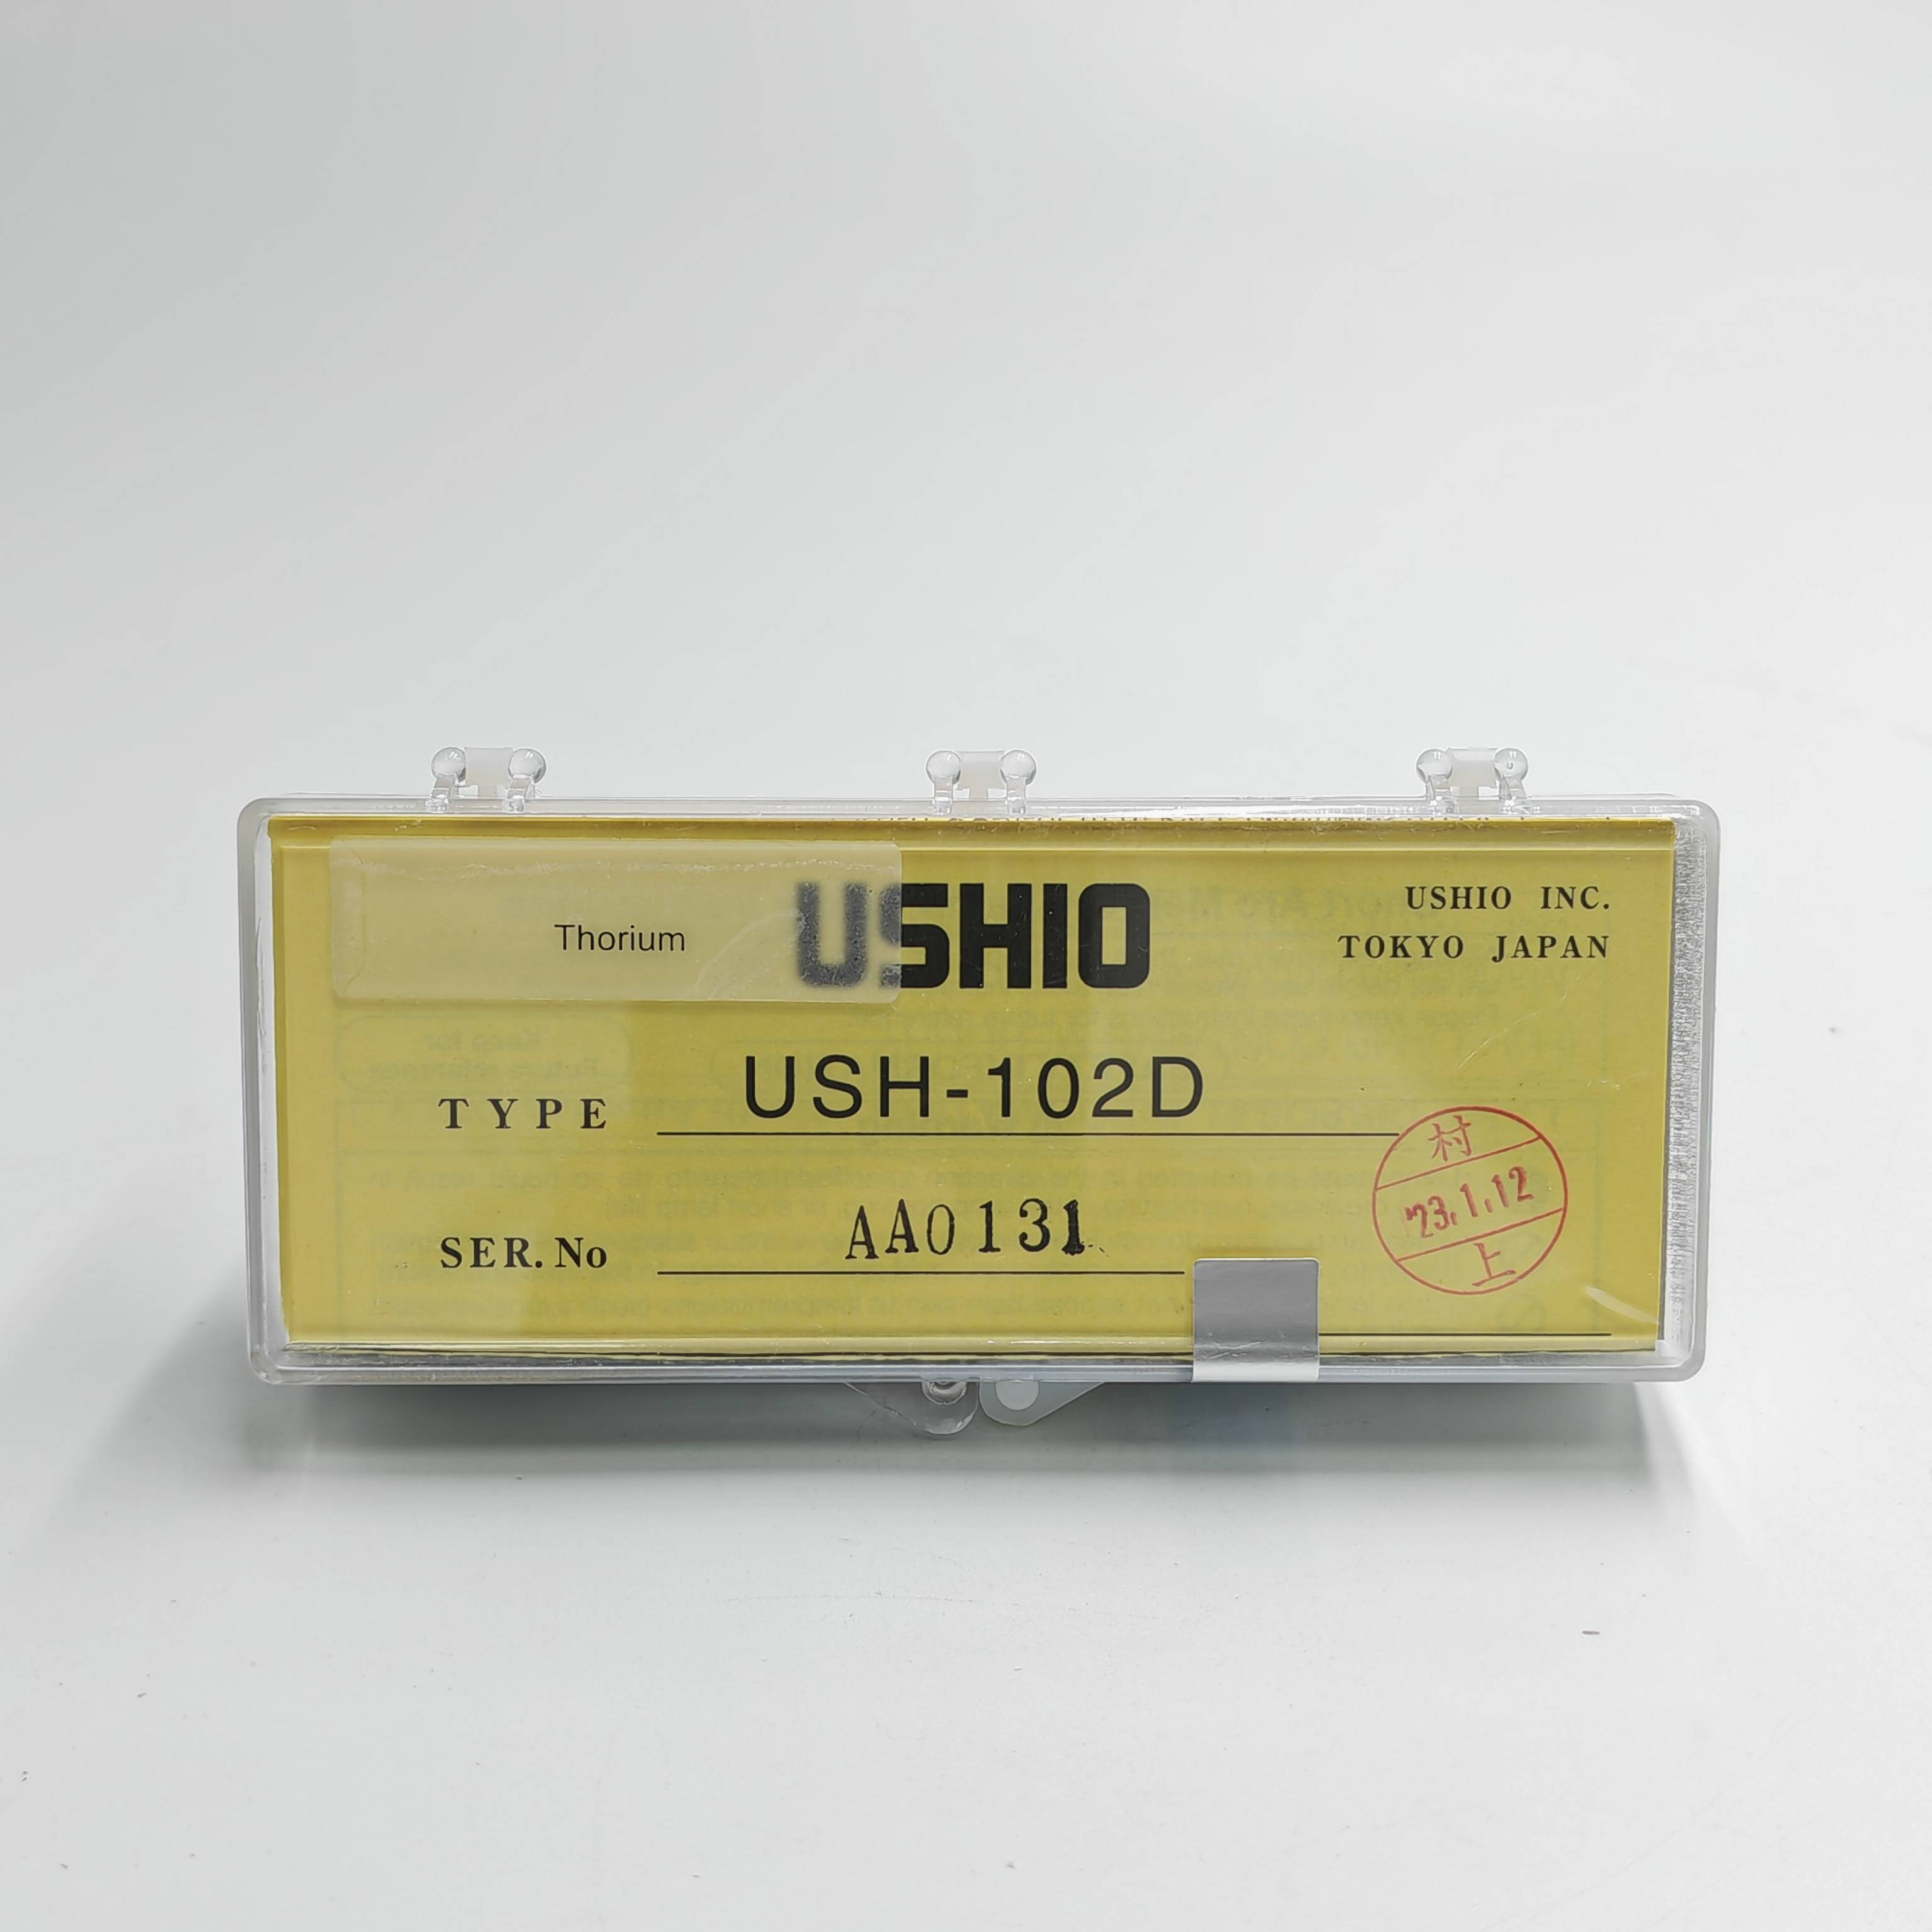 Thorium
USHIO
USHIO INC.
TOKYO JAPAN
TYPE USH-102D
SER. No AA0131
村
'23.1.12
上